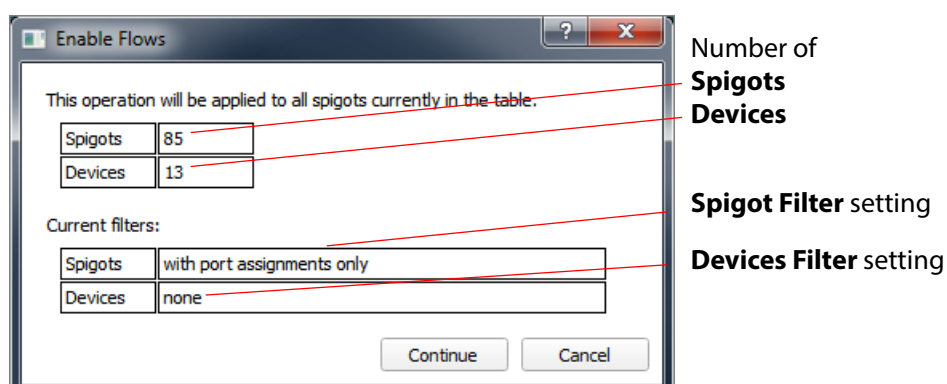 Enable Flows
?
x
This operation will be applied to all spigots currently in the table.
Spigots 85
Devices 13
Current filters:
Spigots with port assignments only
Devices none
Continue Cancel
Number of
Spigots
Devices
Spigot Filter setting
Devices Filter setting